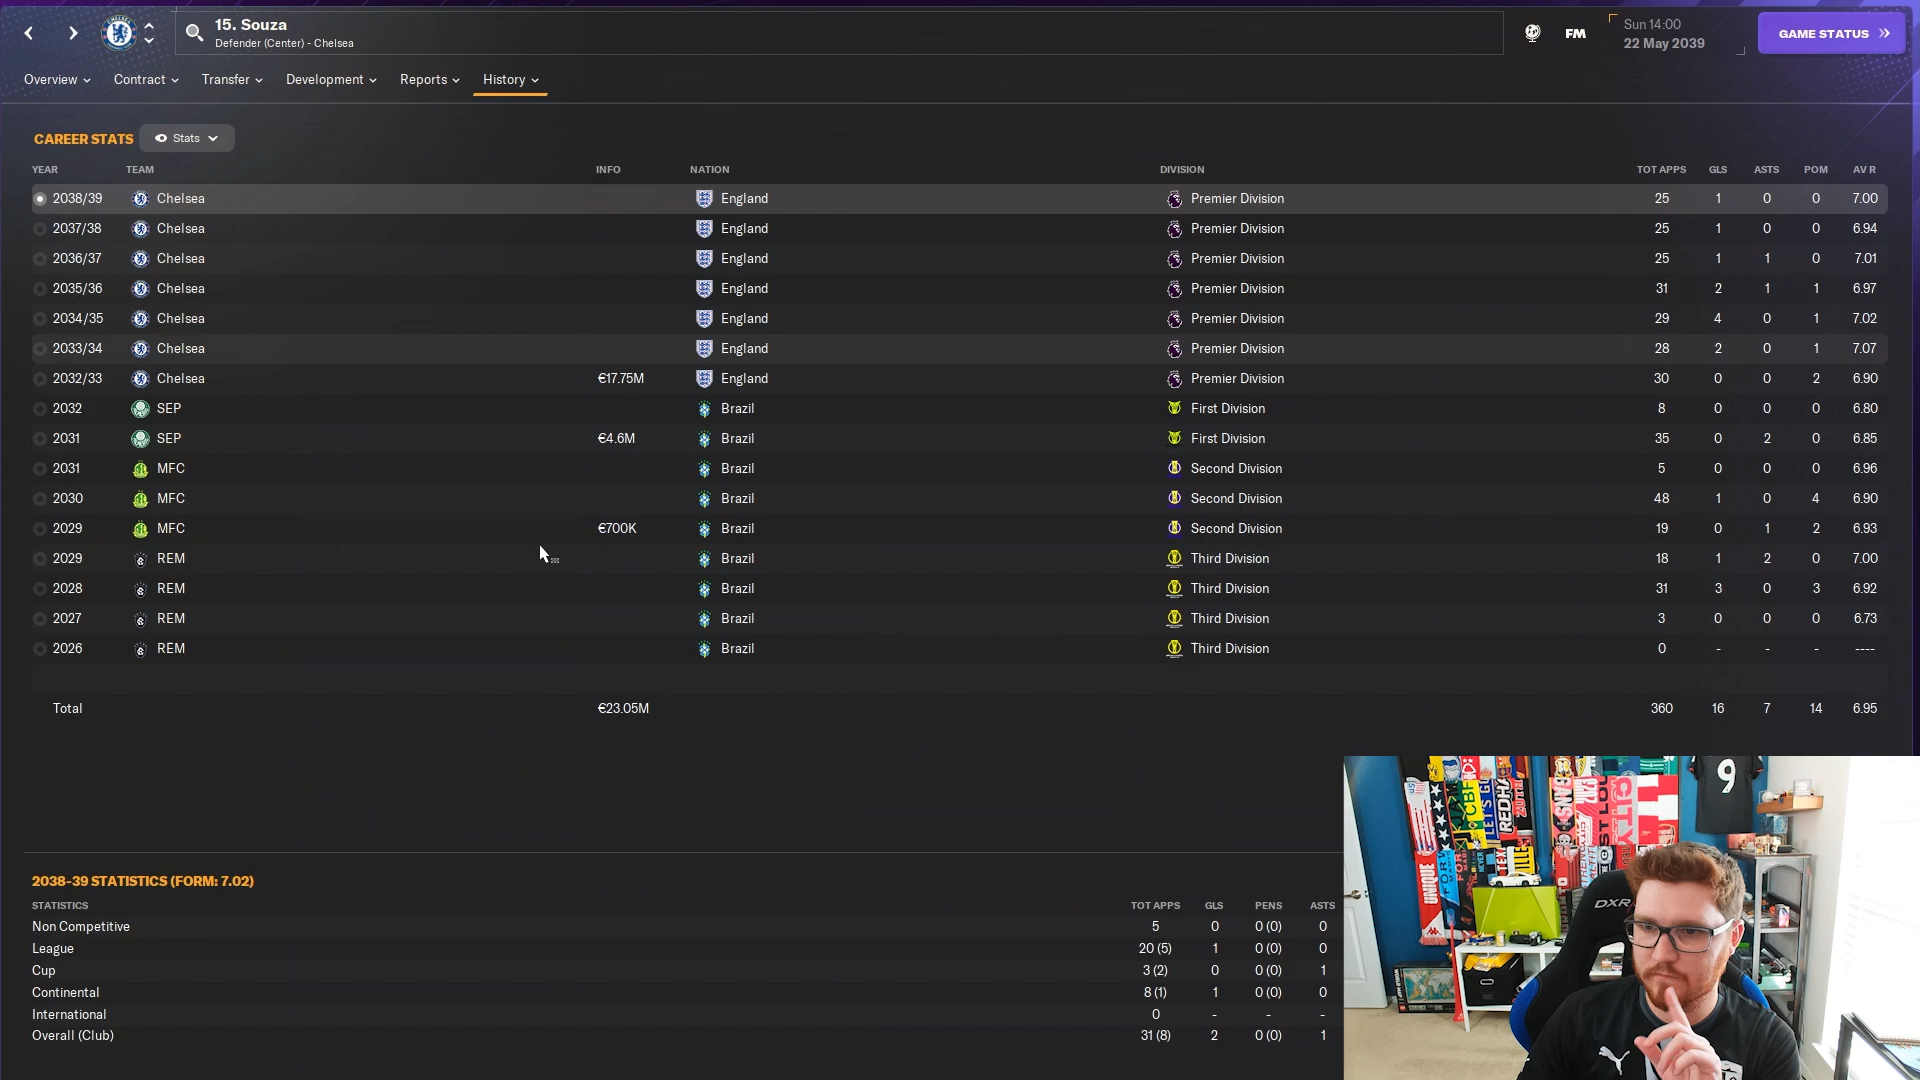 15. Souza
Defender (Center) - Chelsea
FM
Sun 14:00
22 May 2039
GAME STATUS
Overview
Contract
Transfer
Development
Reports
History
CAREER STATS
Stats
YEAR TEAM INFO NATION DIVISION TOT APPS GLS ASTS POM AV R
2038/39 Chelsea England Premier Division 25 1 0 0 7.00
2037/38 Chelsea England Premier Division 25 1 0 0 6.94
2036/37 Chelsea England Premier Division 25 1 1 0 7.01
2035/36 Chelsea England Premier Division 31 2 1 1 6.97
2034/35 Chelsea England Premier Division 29 4 0 1 7.02
2033/34 Chelsea England Premier Division 28 2 0 1 7.07
2032/33 Chelsea €17.75M England Premier Division 30 0 0 2 6.90
2032 SEP Brazil First Division 8 0 0 0 6.80
2031 SEP €4.6M Brazil First Division 35 0 2 0 6.85
2031 MFC Brazil Second Division 5 0 0 0 6.96
2030 MFC Brazil Second Division 48 1 0 4 6.90
2029 MFC €700K Brazil Second Division 19 0 1 2 6.93
2029 REM Brazil Third Division 18 1 2 0 7.00
2028 REM Brazil Third Division 31 3 0 3 6.92
2027 REM Brazil Third Division 3 0 0 0 6.73
2026 REM Brazil Third Division 0 - - - ----
Total €23.05M 360 16 7 14 6.95
2038-39 STATISTICS (FORM: 7.02)
STATISTICS TOT APPS GLS PENS ASTS
Non Competitive 5 0 0 (0) 0
League 20 (5) 1 0 (0) 0
Cup 3 (2) 0 0 (0) 1
Continental 8 (1) 1 0 (0) 0
International 0 - - -
Overall (Club) 31 (8) 2 0 (0) 1
9
UNIQUE
CBF
LET'S G
REDHA
CITY
DXR